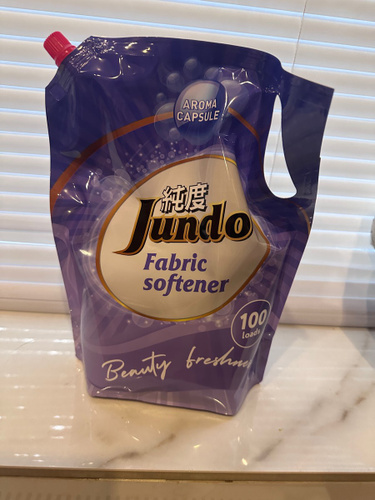 AROMA
CAPSULE
純度
Jundo
Fabric
softener
100
loads
Beauty